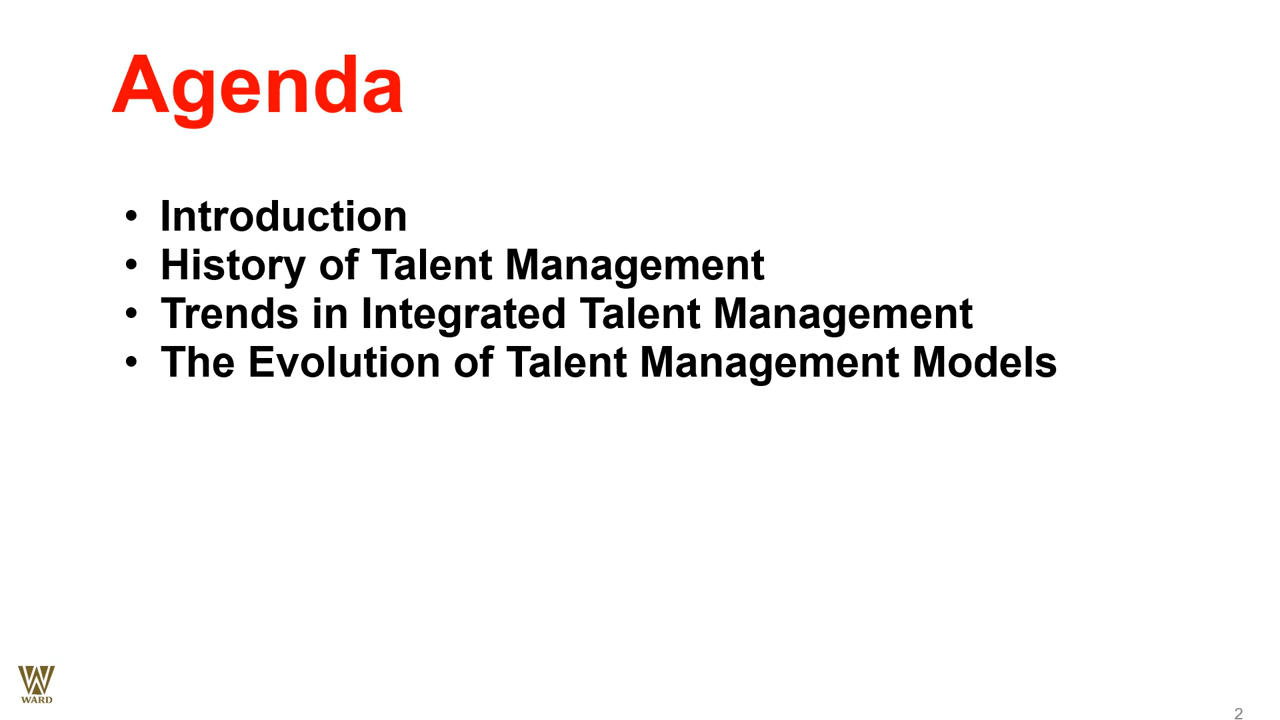 Agenda
• Introduction
• History of Talent Management
• Trends in Integrated Talent Management
• The Evolution of Talent Management Models
WARD
2